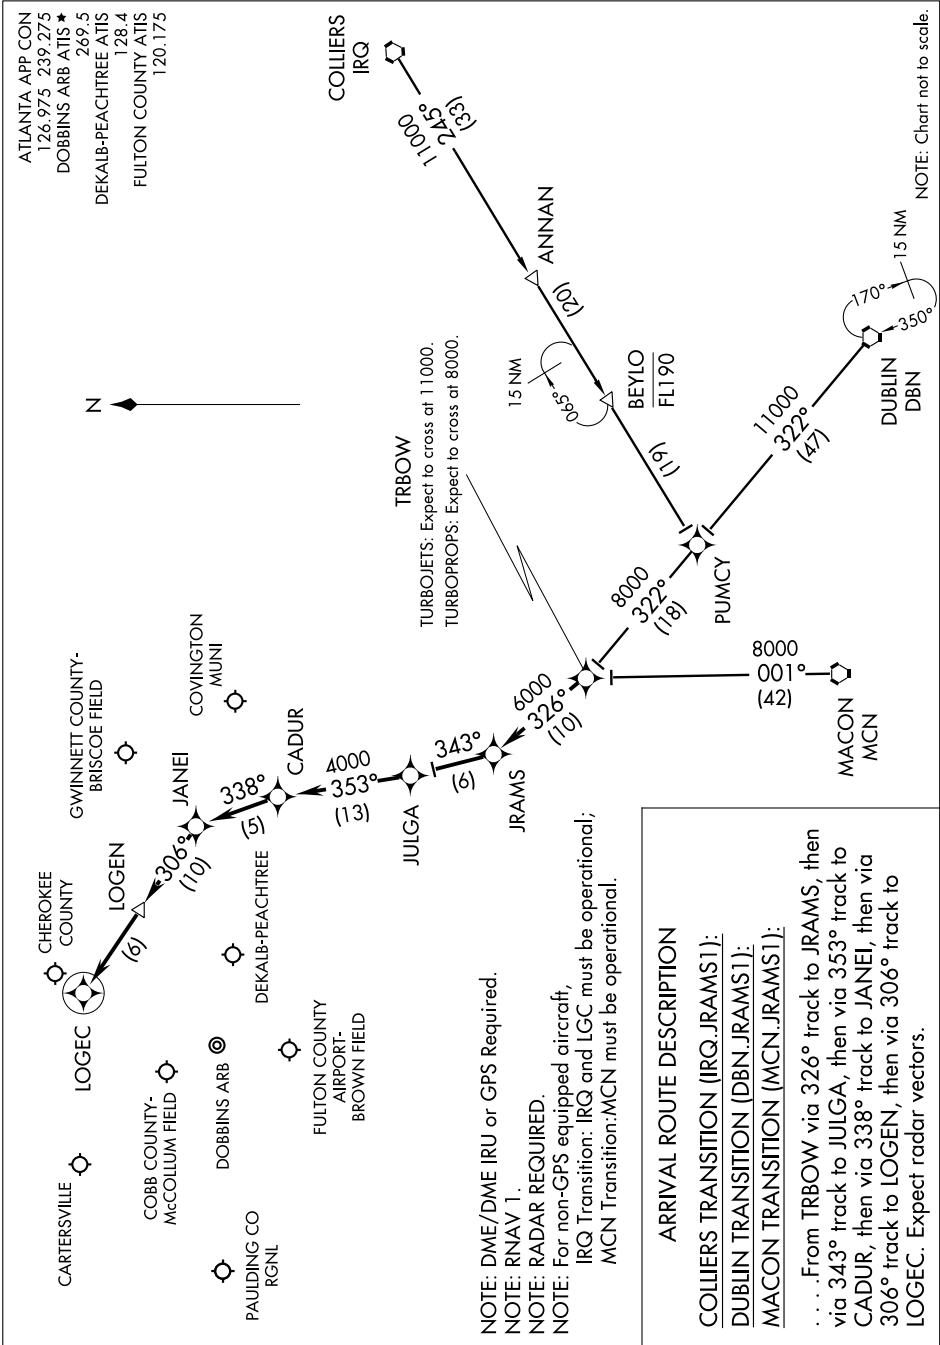 ATLANTA APP CON
126.975 239.275
DOBBINS ARB ATIS ★
269.5
DEKALB-PEACHTREE ATIS
128.4
FULTON COUNTY ATIS
120.175
COLLIERS
IRQ
11000
245°
(33)
ANNAN
(20)
15 NM
065°
BEYLO
FL190
(19)
N
TRBOW
TURBOJETS: Expect to cross at 11000.
TURBOPROPS: Expect to cross at 8000.
NOTE: Chart not to scale.
15 NM
170°
350°
DUBLIN
DBN
11000
322°
(47)
PUMCY
8000
322°
(18)
8000
001°
(42)
MACON
MCN
6000
326°
(10)
JRAMS
343°
(6)
JULGA
4000
353°
(13)
CADUR
338°
(5)
JANEI
306°
(10)
LOGEN
(6)
LOGEC
COVINGTON
MUNI
GWINNETT COUNTY-
BRISCOE FIELD
CHEROKEE
COUNTY
DEKALB-PEACHTREE
FULTON COUNTY
AIRPORT-
BROWN FIELD
DOBBINS ARB
COBB COUNTY-
McCOLLUM FIELD
CARTERSVILLE
PAULDING CO
RGNL
NOTE: DME/DME IRU or GPS Required.
NOTE: RNAV 1.
NOTE: RADAR REQUIRED.
NOTE: For non-GPS equipped aircraft,
IRQ Transition: IRQ and LGC must be operational;
MCN Transition:MCN must be operational.
ARRIVAL ROUTE DESCRIPTION
COLLIERS TRANSITION (IRQ.JRAMS1):
DUBLIN TRANSITION (DBN.JRAMS1):
MACON TRANSITION (MCN.JRAMS1):
. . . .From TRBOW via 326° track to JRAMS, then
via 343° track to JULGA, then via 353° track to
CADUR, then via 338° track to JANEI, then via
306° track to LOGEN, then via 306° track to
LOGEC. Expect radar vectors.